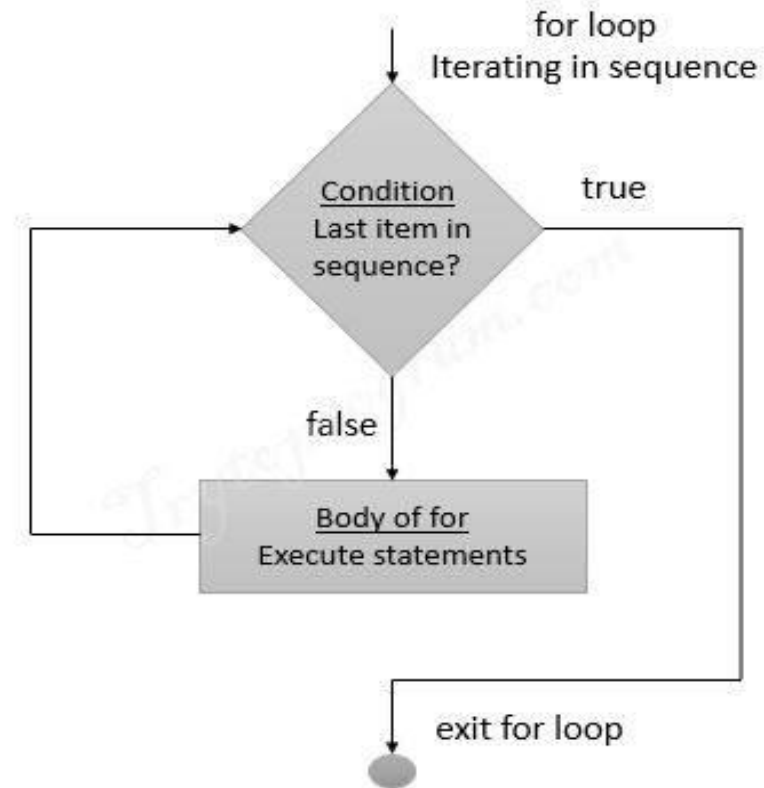 for loop
Iterating in sequence
Condition
Last item in
sequence?
true
false
Body of for
Execute statements
exit for loop